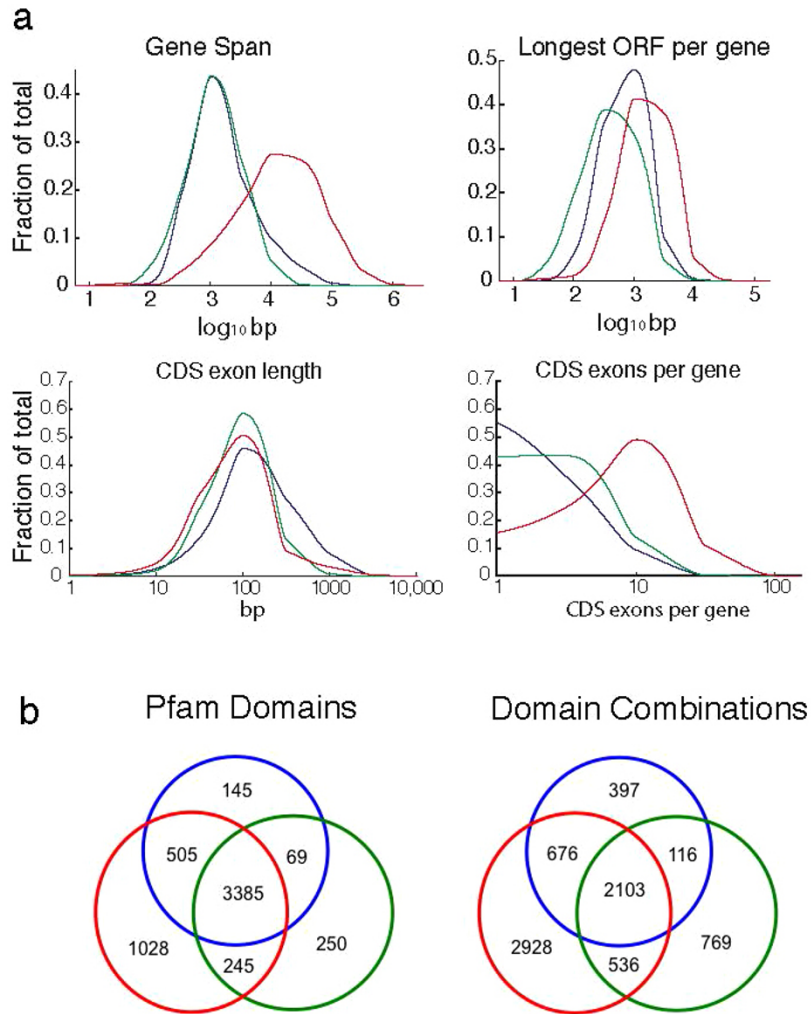 a
Gene Span
Fraction of total
0.4
0.3
0.2
0.1
0
1 2 3 4 5 6
log10 bp
Longest ORF per gene
0.5
0.4
0.3
0.2
0.1
0
1 2 3 4 5
log10 bp
CDS exon length
Fraction of total
0.7
0.6
0.5
0.4
0.3
0.2
0.1
0
1 10 100 1000 10,000
bp
CDS exons per gene
0.7
0.6
0.5
0.4
0.3
0.2
0.1
0
1 10 100
CDS exons per gene
b
Pfam Domains
145
505 69
3385
1028 250
245
Domain Combinations
397
676 116
2103
2928 769
536